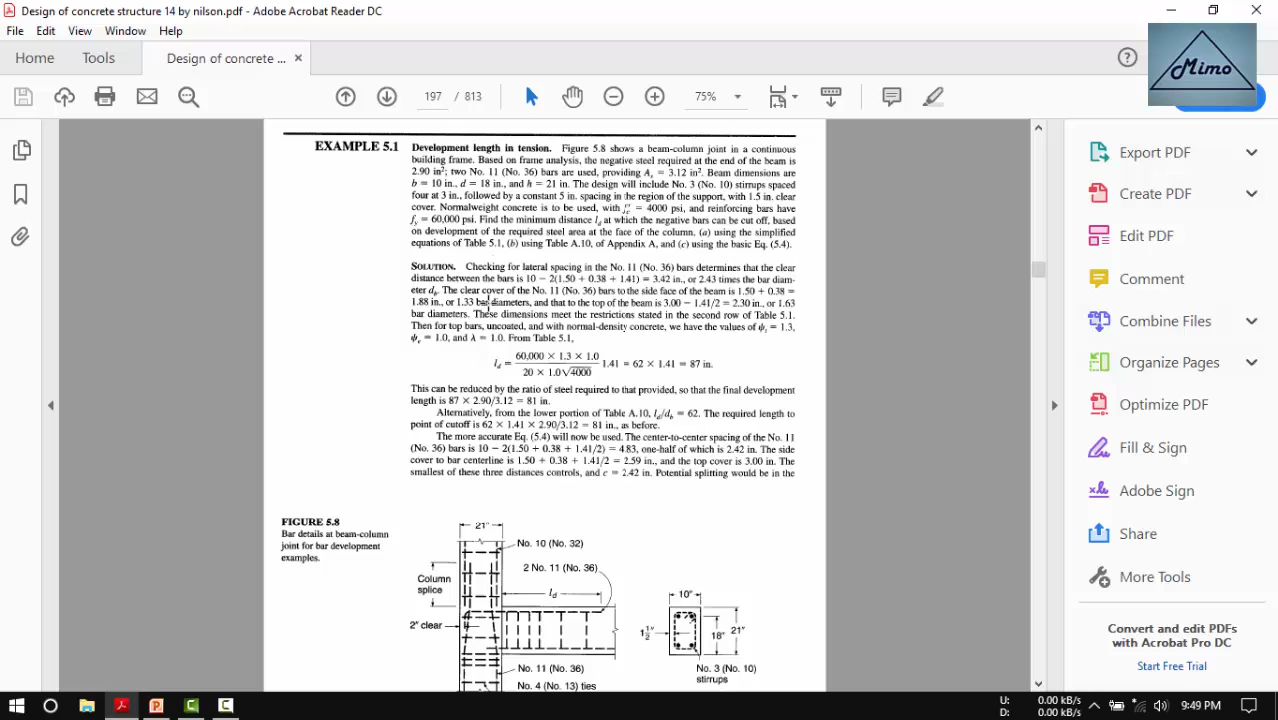 Design of concrete structure 14 by nilson.pdf - Adobe Acrobat Reader DC
File Edit View Window Help
Home Tools Design of concrete ... ×
Mimo
197 / 813 75%
EXAMPLE 5.1
Development length in tension. Figure 5.8 shows a beam-column joint in a continuous
building frame. Based on frame analysis, the negative steel required at the end of the beam is
2.90 in²; two No. 11 (No. 36) bars are used, providing Aₛ = 3.12 in². Beam dimensions are
b = 10 in., d = 18 in., and h = 21 in. The design will include No. 3 (No. 10) stirrups spaced
four at 3 in., followed by a constant 5 in. spacing in the region of the support, with 1.5 in. clear
cover. Normalweight concrete is to be used, with f′c = 4000 psi, and reinforcing bars have
fy = 60,000 psi. Find the minimum distance ld at which the negative bars can be cut off, based
on development of the required steel area at the face of the column, (a) using the simplified
equations of Table 5.1, (b) using Table A.10, of Appendix A, and (c) using the basic Eq. (5.4).
SOLUTION. Checking for lateral spacing in the No. 11 (No. 36) bars determines that the clear
distance between the bars is 10 − 2(1.50 + 0.38 + 1.41) = 3.42 in., or 2.43 times the bar diam-
eter db. The clear cover of the No. 11 (No. 36) bars to the side face of the beam is 1.50 + 0.38 =
1.88 in., or 1.33 bar diameters, and that to the top of the beam is 3.00 − 1.41/2 = 2.30 in., or 1.63
bar diameters. These dimensions meet the restrictions stated in the second row of Table 5.1.
Then for top bars, uncoated, and with normal-density concrete, we have the values of ψt = 1.3,
ψe = 1.0, and λ = 1.0. From Table 5.1,
ld = 60,000 × 1.3 × 1.0 / 20 × 1.0√4000 1.41 = 62 × 1.41 = 87 in.
This can be reduced by the ratio of steel required to that provided, so that the final development
length is 87 × 2.90/3.12 = 81 in.
Alternatively, from the lower portion of Table A.10, ld/db = 62. The required length to
point of cutoff is 62 × 1.41 × 2.90/3.12 = 81 in., as before.
The more accurate Eq. (5.4) will now be used. The center-to-center spacing of the No. 11
(No. 36) bars is 10 − 2(1.50 + 0.38 + 1.41/2) = 4.83, one-half of which is 2.42 in. The side
cover to bar centerline is 1.50 + 0.38 + 1.41/2 = 2.59 in., and the top cover is 3.00 in. The
smallest of these three distances controls, and c = 2.42 in. Potential splitting would be in the
FIGURE 5.8
Bar details at beam-column
joint for bar development
examples.
21″
No. 10 (No. 32)
2 No. 11 (No. 36)
Column
splice
ld
2″ clear
10″
1 1/2″
18″
21″
No. 11 (No. 36)
No. 4 (No. 13) ties
No. 3 (No. 10)
stirrups
Export PDF
Create PDF
Edit PDF
Comment
Combine Files
Organize Pages
Optimize PDF
Fill & Sign
Adobe Sign
Share
More Tools
Convert and edit PDFs
with Acrobat Pro DC
Start Free Trial
U: 0.00 kB/s
D: 0.00 kB/s
9:49 PM